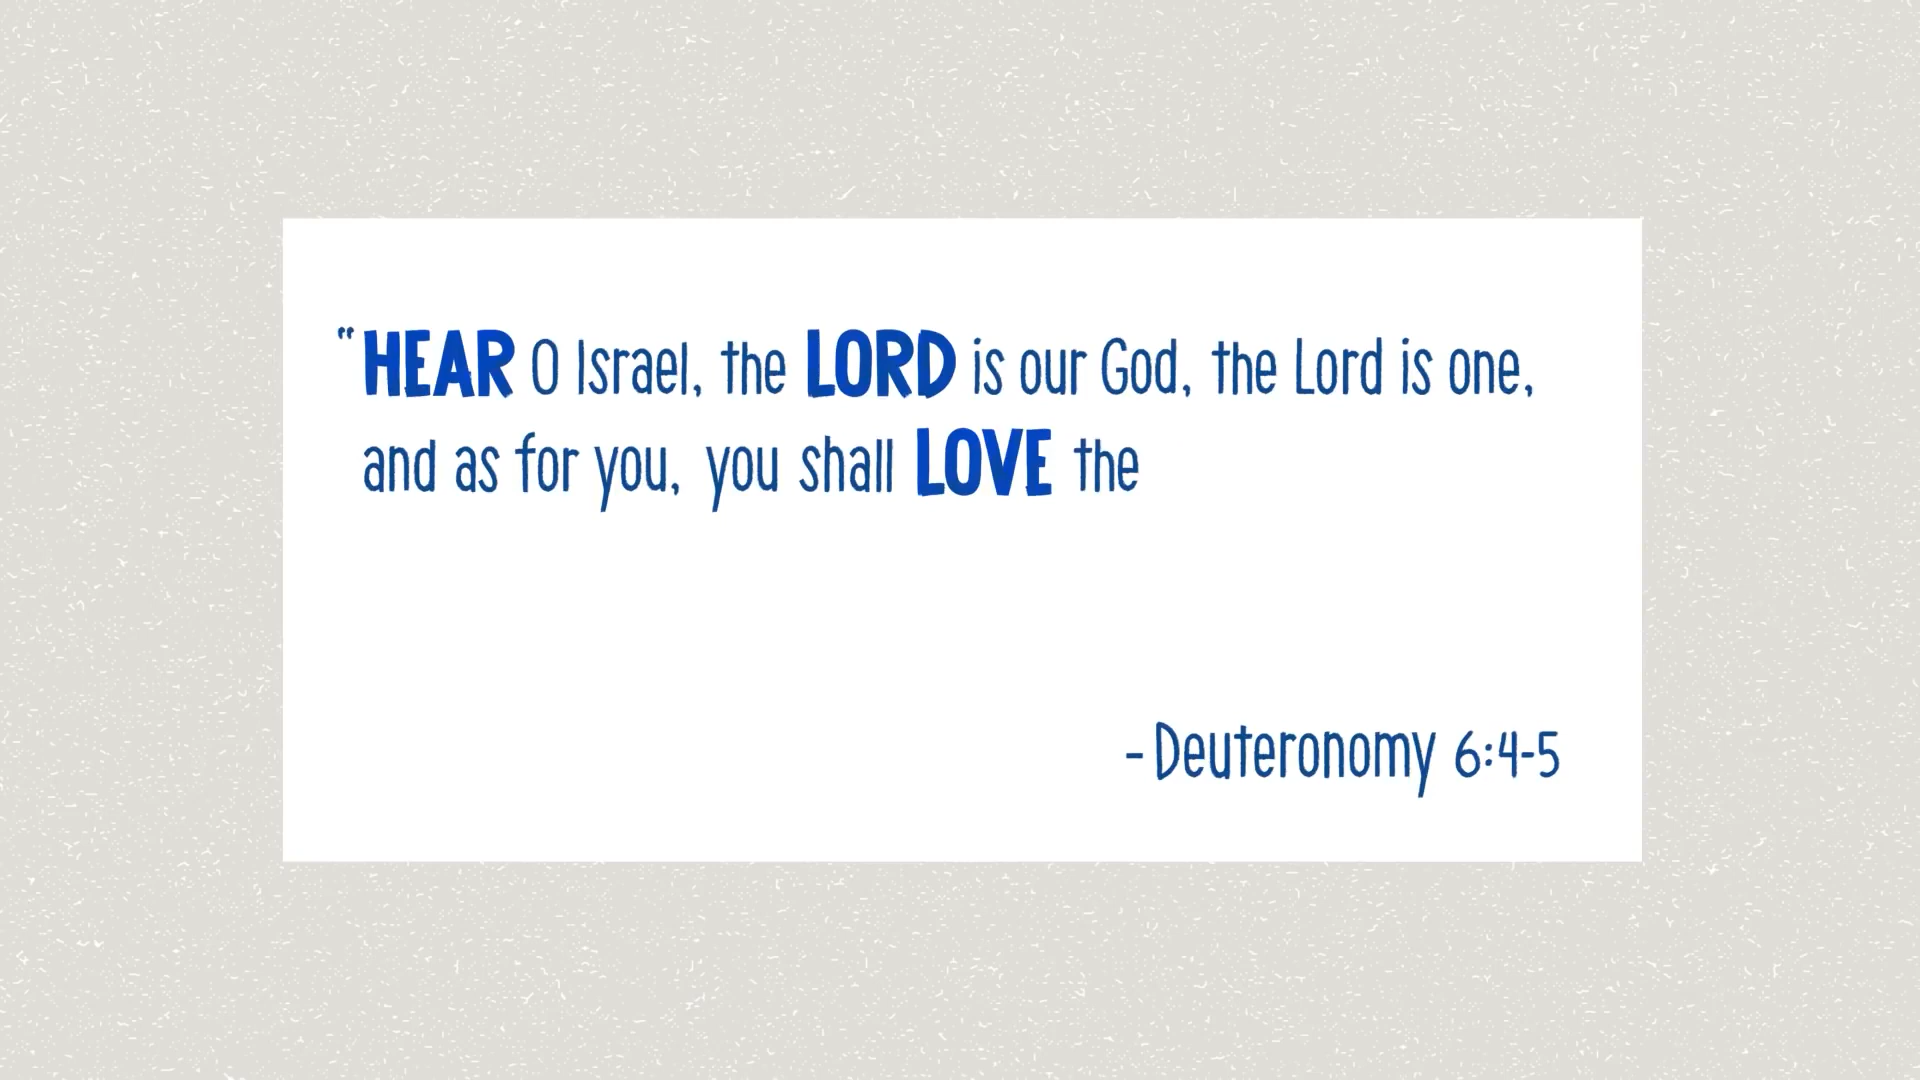 “HEAR O Israel, the LORD is our God, the Lord is one,
and as for you, you shall LOVE the
- Deuteronomy 6:4-5